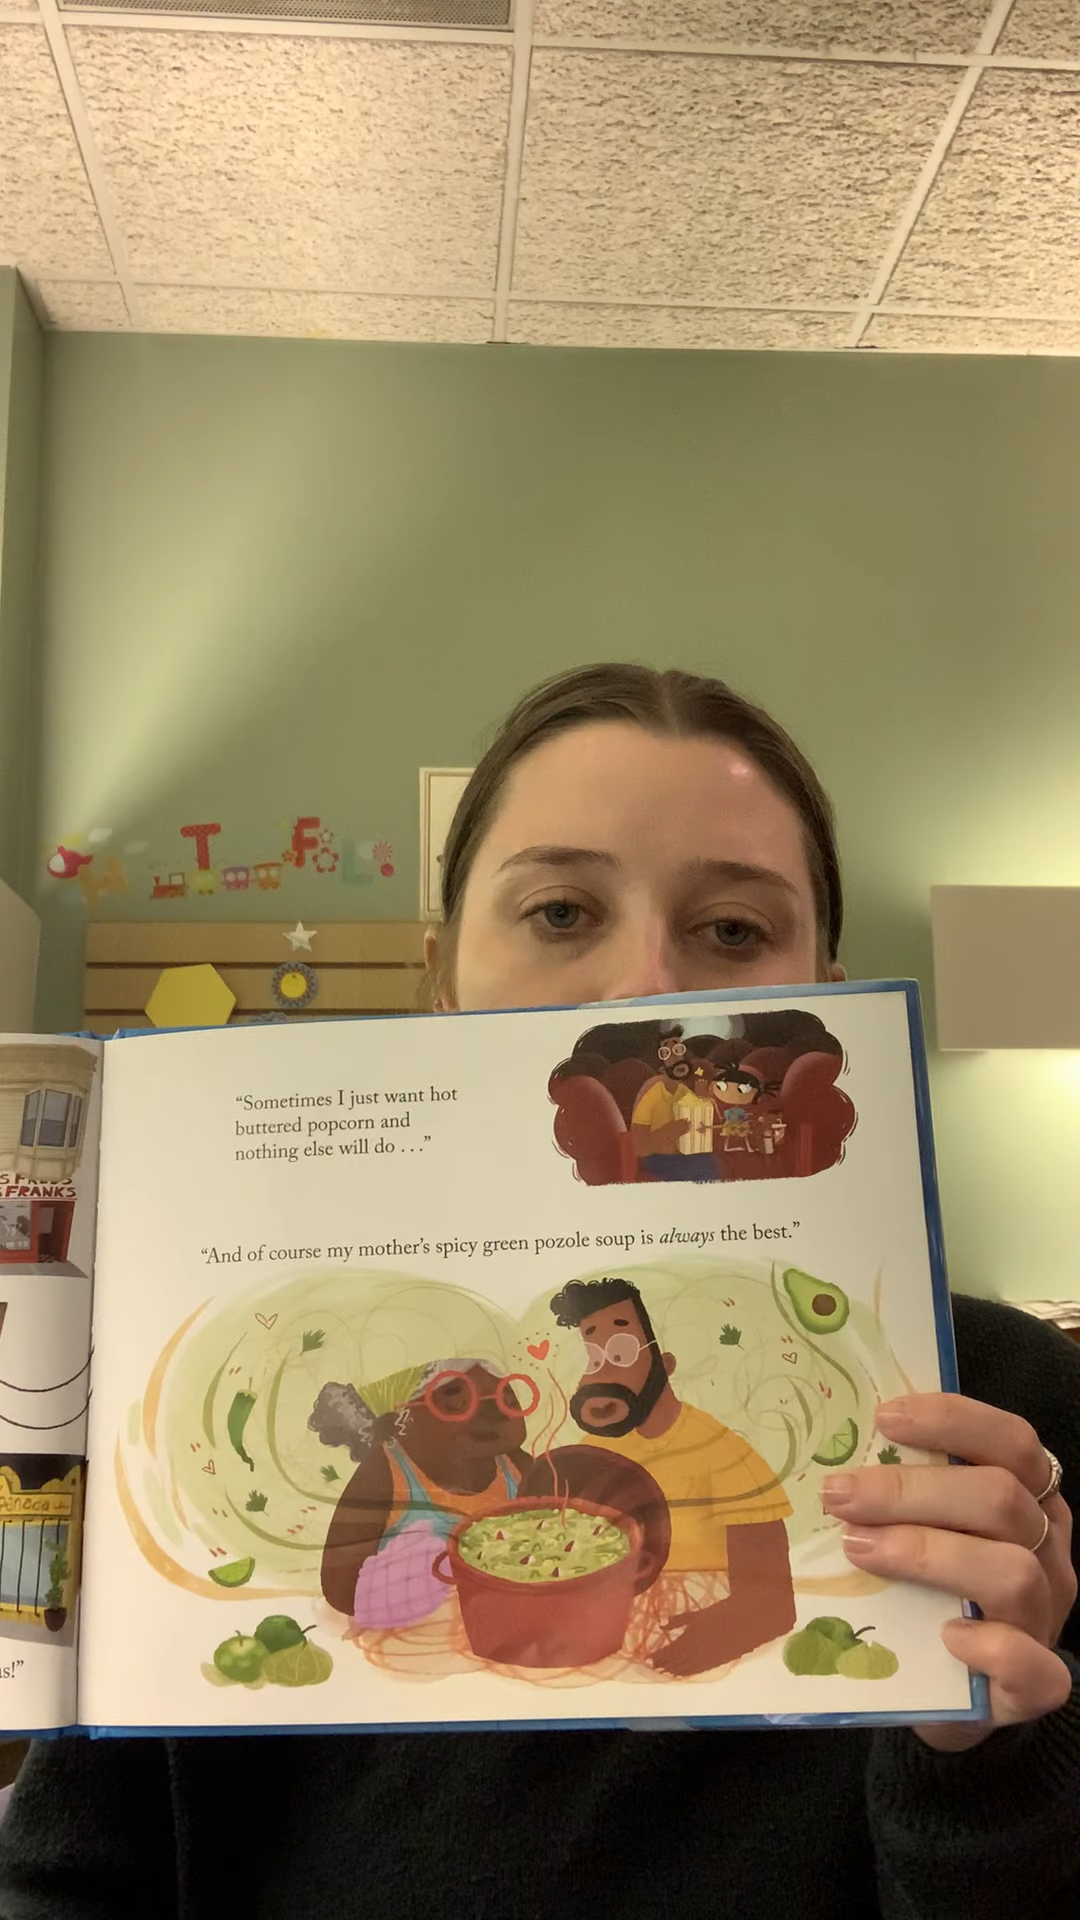 T F
FRANKS
"Sometimes I just want hot
buttered popcorn and
nothing else will do . . ."
"And of course my mother's spicy green pozole soup is always the best."